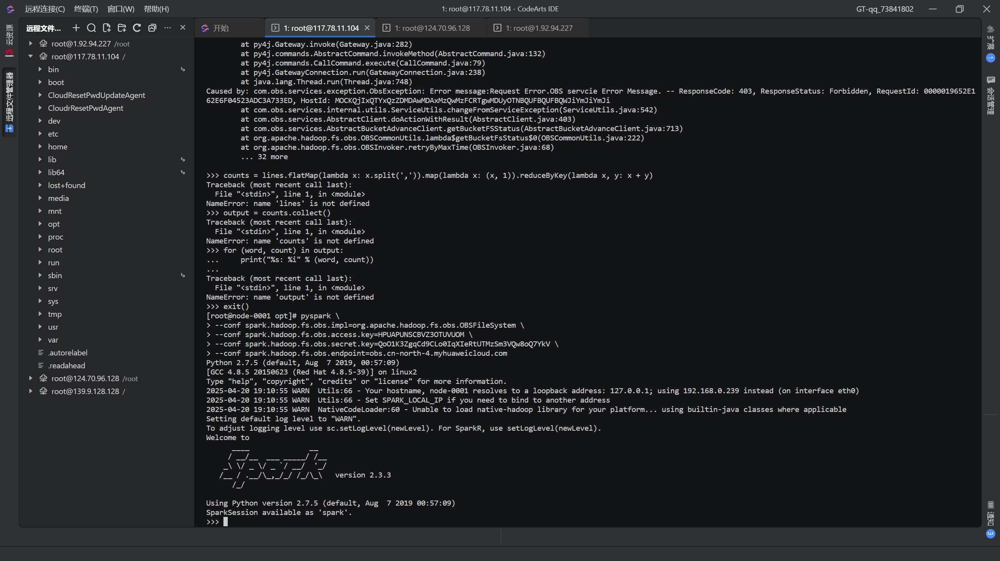 远程连接(C) 终端(T) 窗口(W) 帮助(H)
1: root@117.78.11.104 - CodeArts IDE
GT-qq_73841802
云资源
HUAWEI
远程文件管理器
远程文件...
root@1.92.94.227 /root
root@117.78.11.104 /
bin
boot
CloudResetPwdUpdateAgent
CloudrResetPwdAgent
dev
etc
home
lib
lib64
lost+found
media
mnt
opt
proc
root
run
sbin
srv
sys
tmp
usr
var
.autorelabel
.readahead
root@124.70.96.128 /root
root@139.9.128.128 /
开始
1: root@117.78.11.104
1: root@124.70.96.128
1: root@1.92.94.227
at py4j.Gateway.invoke(Gateway.java:282)
at py4j.commands.AbstractCommand.invokeMethod(AbstractCommand.java:132)
at py4j.commands.CallCommand.execute(CallCommand.java:79)
at py4j.GatewayConnection.run(GatewayConnection.java:238)
at java.lang.Thread.run(Thread.java:748)
Caused by: com.obs.services.exception.ObsException: Error message:Request Error.OBS servcie Error Message. -- ResponseCode: 403, ResponseStatus: Forbidden, RequestId: 0000019652E1
62E6F04523ADC3A733ED, HostId: MOCKQjIxQTYxQzZDMDAwMDAxMzQwMzFCRTgwMDUyOTNBQUFBQUFBQWJiYmJiYmJi
at com.obs.services.internal.utils.ServiceUtils.changeFromServiceException(ServiceUtils.java:542)
at com.obs.services.AbstractClient.doActionWithResult(AbstractClient.java:403)
at com.obs.services.AbstractBucketAdvanceClient.getBucketFSStatus(AbstractBucketAdvanceClient.java:713)
at org.apache.hadoop.fs.obs.OBSCommonUtils.lambda$getBucketFsStatus$0(OBSCommonUtils.java:222)
at org.apache.hadoop.fs.obs.OBSInvoker.retryByMaxTime(OBSInvoker.java:68)
... 32 more
>>> counts = lines.flatMap(lambda x: x.split(',')).map(lambda x: (x, 1)).reduceByKey(lambda x, y: x + y)
Traceback (most recent call last):
File "<stdin>", line 1, in <module>
NameError: name 'lines' is not defined
>>> output = counts.collect()
Traceback (most recent call last):
File "<stdin>", line 1, in <module>
NameError: name 'counts' is not defined
>>> for (word, count) in output:
...     print("%s: %i" % (word, count))
...
Traceback (most recent call last):
File "<stdin>", line 1, in <module>
NameError: name 'output' is not defined
>>> exit()
[root@node-0001 opt]# pyspark \
> --conf spark.hadoop.fs.obs.impl=org.apache.hadoop.fs.obs.OBSFileSystem \
> --conf spark.hadoop.fs.obs.access.key=HPUAPUNSCBVZ3OTUVUOM \
> --conf spark.hadoop.fs.obs.secret.key=QoO1K3ZgqCd9CLo0IqXIeRtUTMzSm3VQw8oQ7YkV \
> --conf spark.hadoop.fs.obs.endpoint=obs.cn-north-4.myhuaweicloud.com
Python 2.7.5 (default, Aug  7 2019, 00:57:09)
[GCC 4.8.5 20150623 (Red Hat 4.8.5-39)] on linux2
Type "help", "copyright", "credits" or "license" for more information.
2025-04-20 19:10:55 WARN  Utils:66 - Your hostname, node-0001 resolves to a loopback address: 127.0.0.1; using 192.168.0.239 instead (on interface eth0)
2025-04-20 19:10:55 WARN  Utils:66 - Set SPARK_LOCAL_IP if you need to bind to another address
2025-04-20 19:10:55 WARN  NativeCodeLoader:60 - Unable to load native-hadoop library for your platform... using builtin-java classes where applicable
Setting default log level to "WARN".
To adjust logging level use sc.setLogLevel(newLevel). For SparkR, use setLogLevel(newLevel).
Welcome to
      ____              __
     / __/__  ___ _____/ /__
    _\ \/ _ \/ _ `/ __/  '_/
   /__ / .__/\_,_/_/ /_/\_\   version 2.3.3
      /_/
Using Python version 2.7.5 (default, Aug  7 2019 00:57:09)
SparkSession available as 'spark'.
>>>
扩展
1
会话管理
通知
3